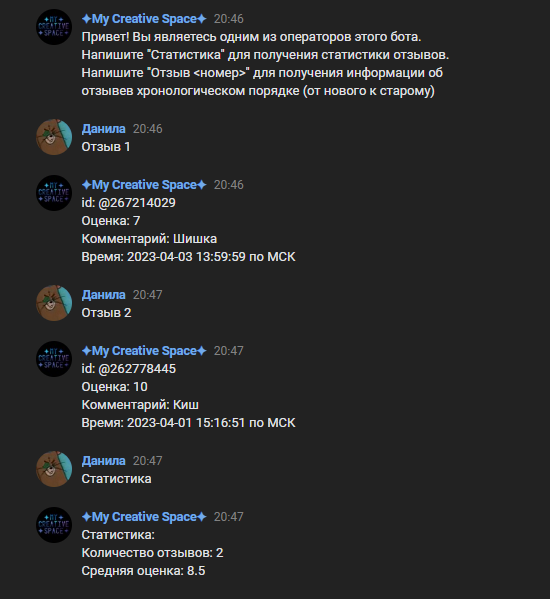 ✦My Creative Space✦ 20:46
Привет! Вы являетесь одним из операторов этого бота.
Напишите "Статистика" для получения статистики отзывов.
Напишите "Отзыв <номер>" для получения информации об
отзывев хронологическом порядке (от нового к старому)
Данила 20:46
Отзыв 1
✦My Creative Space✦ 20:46
id: @267214029
Оценка: 7
Комментарий: Шишка
Время: 2023-04-03 13:59:59 по МСК
Данила 20:47
Отзыв 2
✦My Creative Space✦ 20:47
id: @262778445
Оценка: 10
Комментарий: Киш
Время: 2023-04-01 15:16:51 по МСК
Данила 20:47
Статистика
✦My Creative Space✦ 20:47
Статистика:
Количество отзывов: 2
Средняя оценка: 8.5